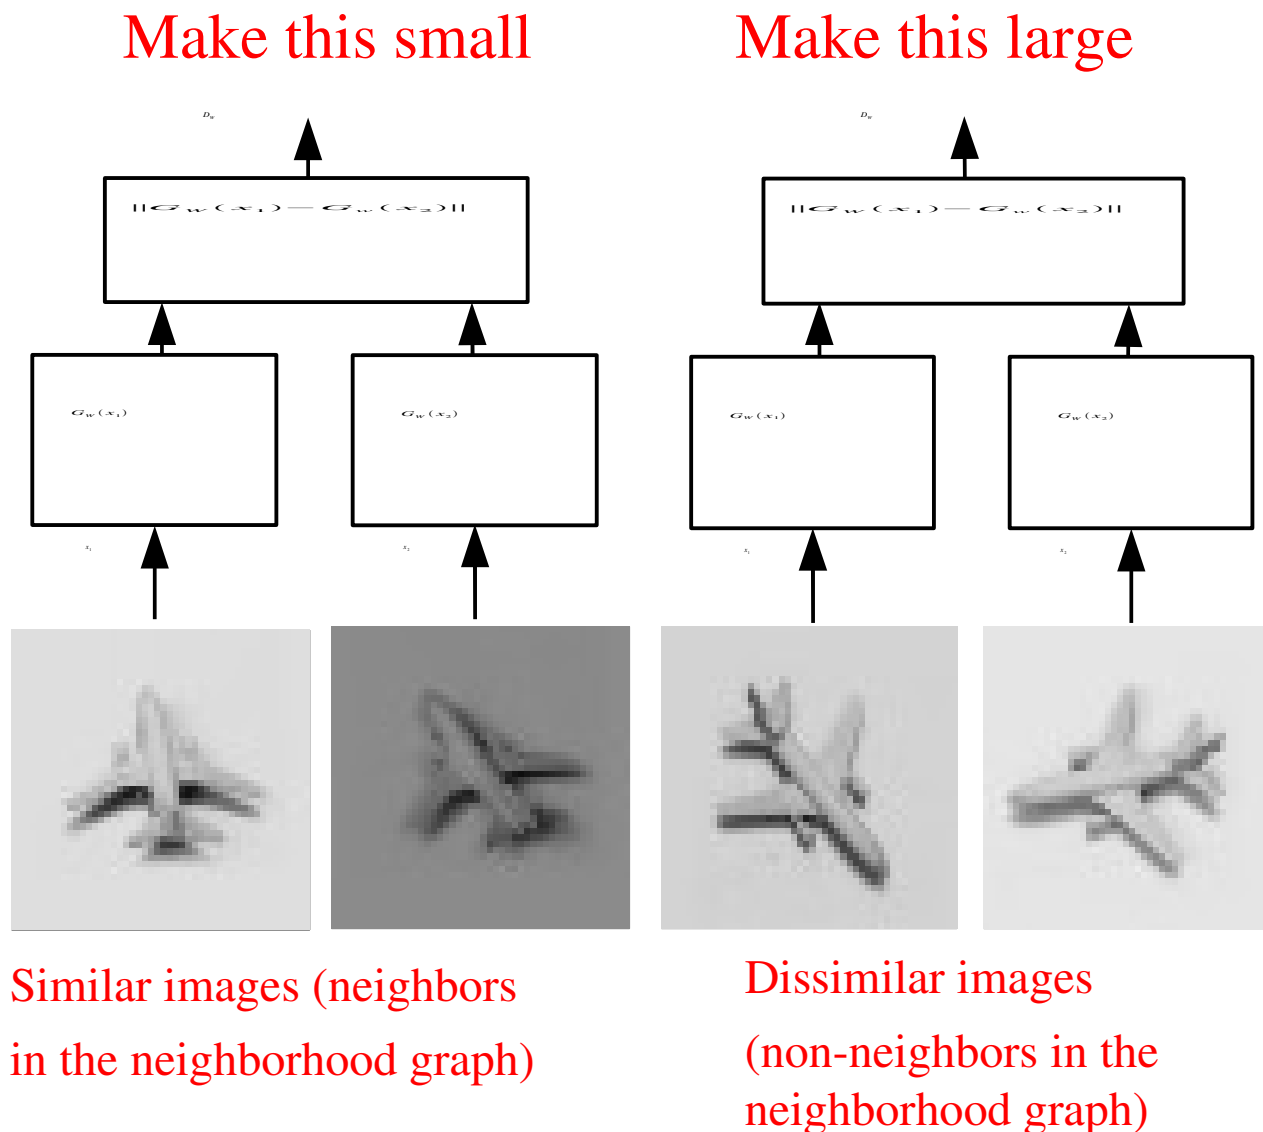 Make this small
D_W
||G_W(x_1)−G_w(x_2)||
G_W(x_1)
G_W(x_2)
x_1
x_2
Similar images (neighbors
in the neighborhood graph)
Make this large
D_W
||G_W(x_1)−G_w(x_2)||
G_W(x_1)
G_W(x_2)
x_1
x_2
Dissimilar images
(non-neighbors in the
neighborhood graph)